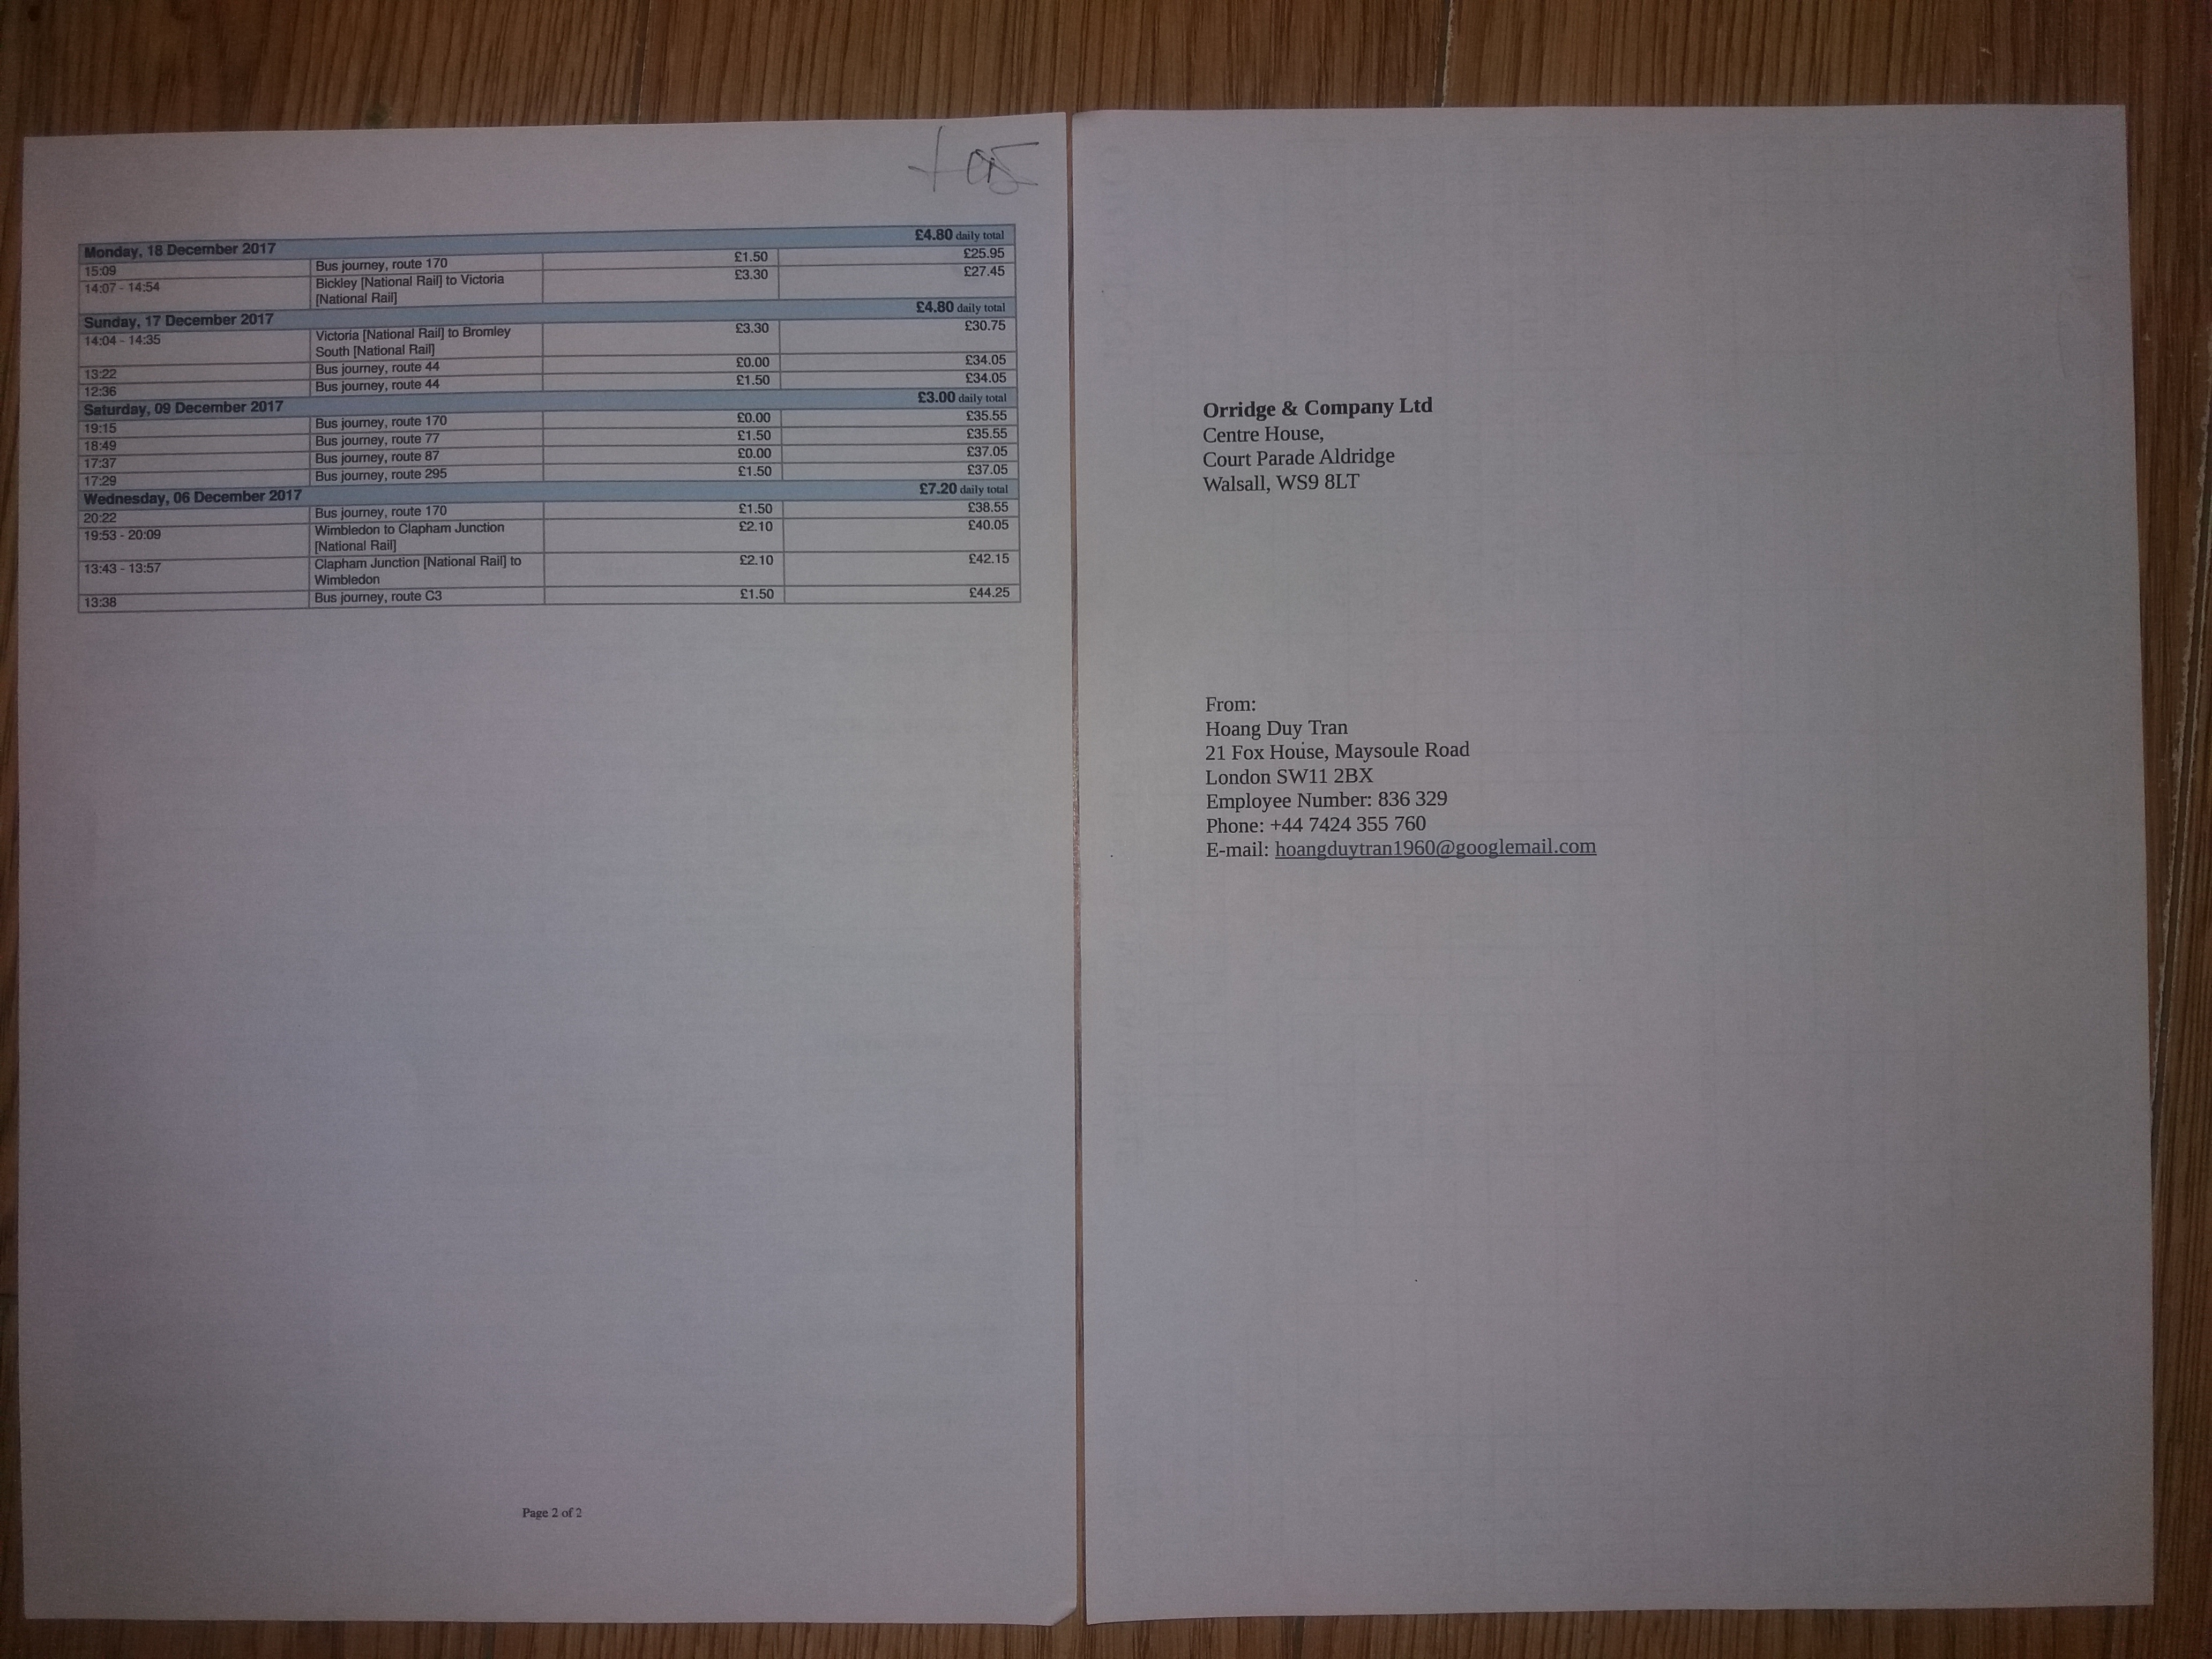 Monday, 18 December 2017 £4.80 daily total
15:09 Bus journey, route 170 £1.50 £25.95
14:07 - 14:54 Bickley [National Rail] to Victoria £3.30 £27.45
[National Rail]
Sunday, 17 December 2017 £4.80 daily total
14:04 - 14:35 Victoria [National Rail] to Bromley £3.30 £30.75
South [National Rail]
13:22 Bus journey, route 44 £0.00 £34.05
12:36 Bus journey, route 44 £1.50 £34.05
Saturday, 09 December 2017 £3.00 daily total
19:15 Bus journey, route 170 £0.00 £35.55
18:49 Bus journey, route 77 £1.50 £35.55
17:37 Bus journey, route 87 £0.00 £37.05
17:29 Bus journey, route 295 £1.50 £37.05
Wednesday, 06 December 2017 £7.20 daily total
20:22 Bus journey, route 170 £1.50 £38.55
19:53 - 20:09 Wimbledon to Clapham Junction £2.10 £40.05
[National Rail]
13:43 - 13:57 Clapham Junction [National Rail] to £2.10 £42.15
Wimbledon
13:38 Bus journey, route C3 £1.50 £44.25
Page 2 of 2
Orridge & Company Ltd
Centre House,
Court Parade Aldridge
Walsall, WS9 8LT
From:
Hoang Duy Tran
21 Fox House, Maysoule Road
London SW11 2BX
Employee Number: 836 329
Phone: +44 7424 355 760
E-mail: hoangduytran1960@googlemail.com